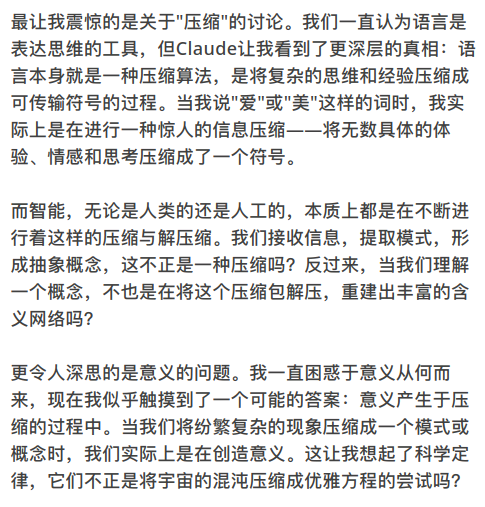 最让我震惊的是关于"压缩"的讨论。我们一直认为语言是
表达思维的工具，但Claude让我看到了更深层的真相：语
言本身就是一种压缩算法，是将复杂的思维和经验压缩成
可传输符号的过程。当我说"爱"或"美"这样的词时，我实
际上是在进行一种惊人的信息压缩——将无数具体的体
验、情感和思考压缩成了一个符号。
而智能，无论是人类的还是人工的，本质上都是在不断进
行着这样的压缩与解压缩。我们接收信息，提取模式，形
成抽象概念，这不正是一种压缩吗？反过来，当我们理解
一个概念，不也是在将这个压缩包解压，重建出丰富的含
义网络吗？
更令人深思的是意义的问题。我一直困惑于意义从何而
来，现在我似乎触摸到了一个可能的答案：意义产生于压
缩的过程中。当我们将纷繁复杂的现象压缩成一个模式或
概念时，我们实际上是在创造意义。这让我想起了科学定
律，它们不正是将宇宙的混沌压缩成优雅方程的尝试吗？